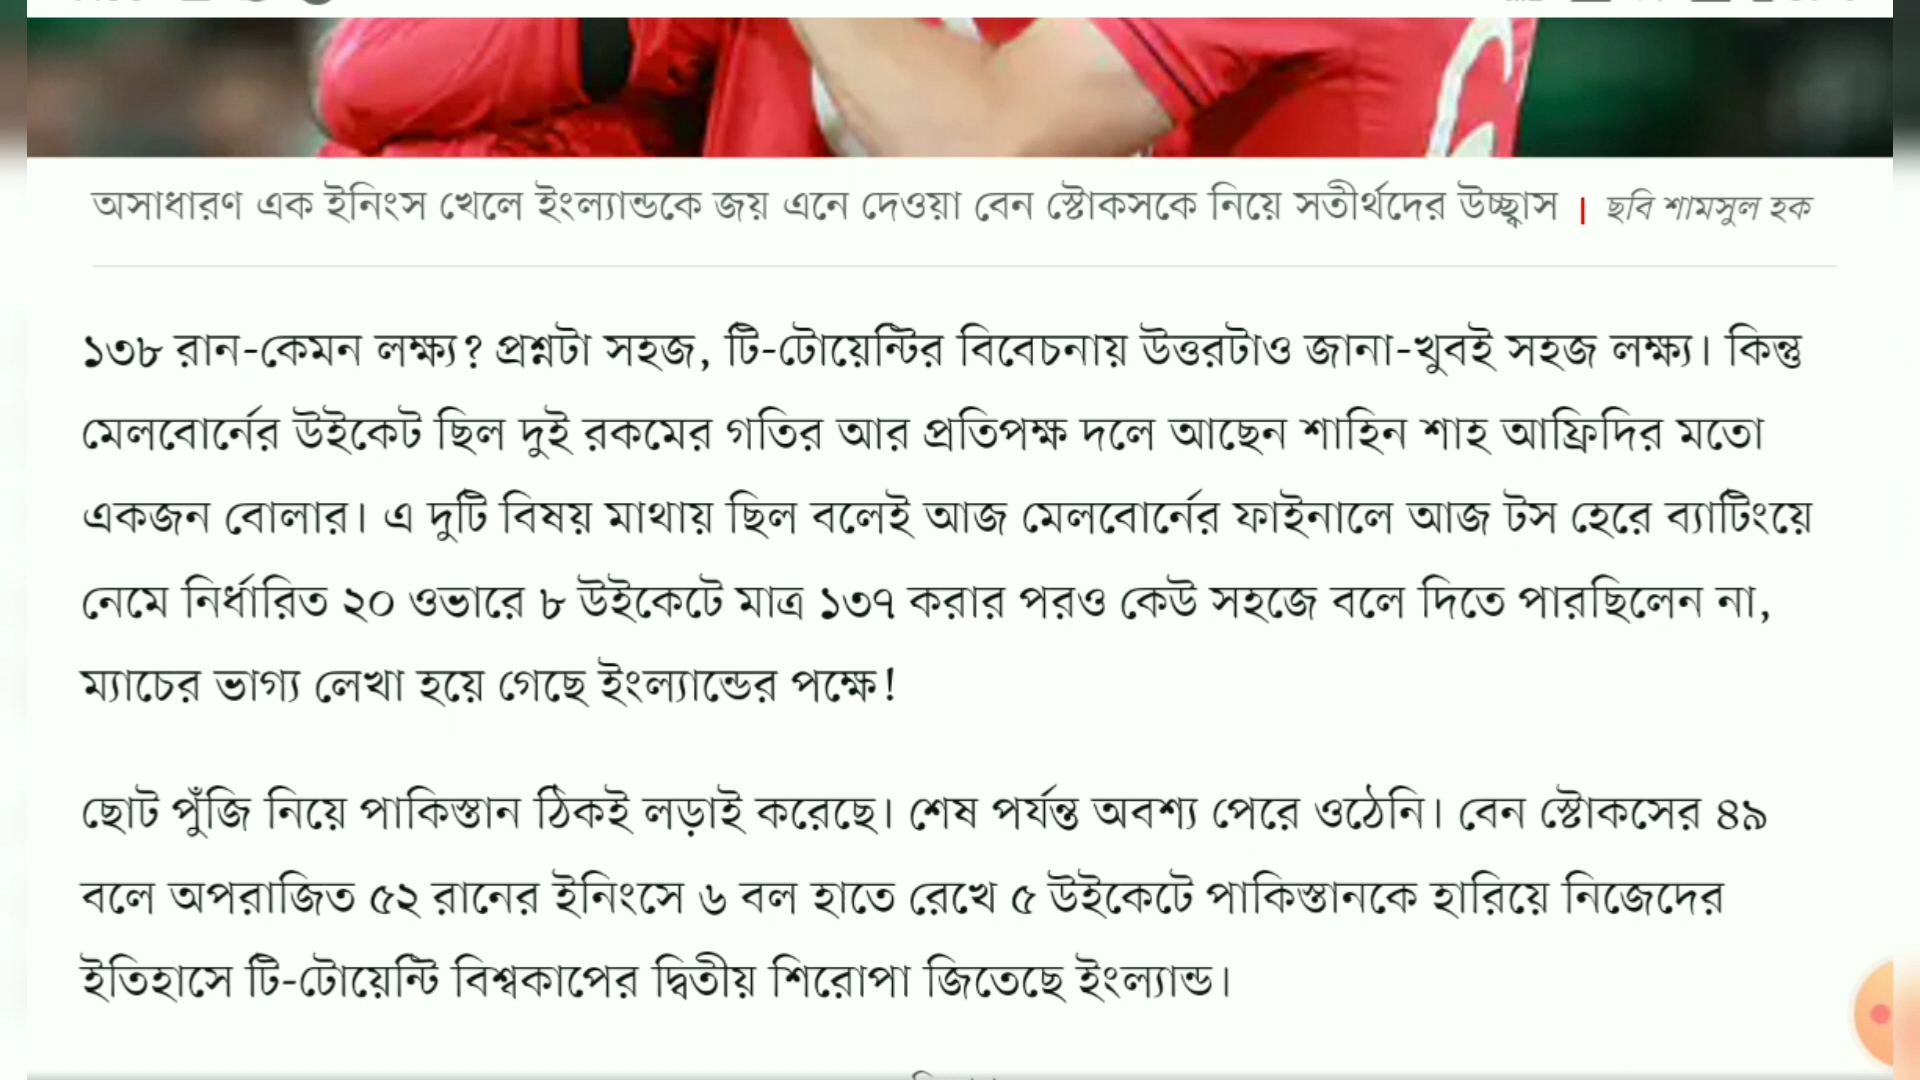 অসাধারণ এক ইনিংস খেলে ইংল্যান্ডকে জয় এনে দেওয়া বেন স্টোকসকে নিয়ে সতীর্থদের উচ্ছ্বাস | ছবি শামসুল হক
১৩৮ রান-কেমন লক্ষ্য? প্রশ্নটা সহজ, টি-টোয়েন্টির বিবেচনায় উত্তরটাও জানা-খুবই সহজ লক্ষ্য। কিন্তু
মেলবোর্নের উইকেট ছিল দুই রকমের গতির আর প্রতিপক্ষ দলে আছেন শাহিন শাহ আফ্রিদির মতো
একজন বোলার। এ দুটি বিষয় মাথায় ছিল বলেই আজ মেলবোর্নের ফাইনালে আজ টস হেরে ব্যাটিংয়ে
নেমে নির্ধারিত ২০ ওভারে ৮ উইকেটে মাত্র ১৩৭ করার পরও কেউ সহজে বলে দিতে পারছিলেন না,
ম্যাচের ভাগ্য লেখা হয়ে গেছে ইংল্যান্ডের পক্ষে!
ছোট পুঁজি নিয়ে পাকিস্তান ঠিকই লড়াই করেছে। শেষ পর্যন্ত অবশ্য পেরে ওঠেনি। বেন স্টোকসের ৪৯
বলে অপরাজিত ৫২ রানের ইনিংসে ৬ বল হাতে রেখে ৫ উইকেটে পাকিস্তানকে হারিয়ে নিজেদের
ইতিহাসে টি-টোয়েন্টি বিশ্বকাপের দ্বিতীয় শিরোপা জিতেছে ইংল্যান্ড।